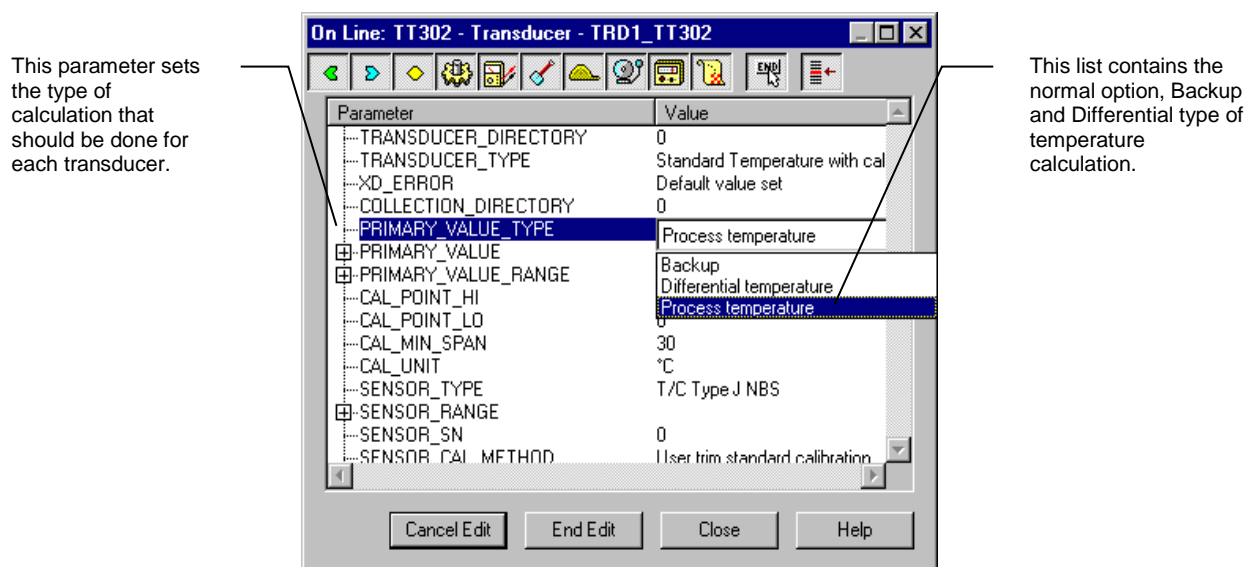 On Line: TT302 - Transducer - TRD1_TT302
This parameter sets
the type of
calculation that
should be done for
each transducer.
END
Parameter Value
TRANSDUCER_DIRECTORY 0
TRANSDUCER_TYPE Standard Temperature with cal
XD_ERROR Default value set
COLLECTION_DIRECTORY 0
PRIMARY_VALUE_TYPE Process temperature
PRIMARY_VALUE
PRIMARY_VALUE_RANGE
Backup
Differential temperature
Process temperature
CAL_POINT_HI
CAL_POINT_LO 0
CAL_MIN_SPAN 30
CAL_UNIT °C
SENSOR_TYPE T/C Type J NBS
SENSOR_RANGE
SENSOR_SN 0
SENSOR_CAL_METHOD User trim standard calibration
Cancel Edit End Edit Close Help
This list contains the
normal option, Backup
and Differential type of
temperature
calculation.